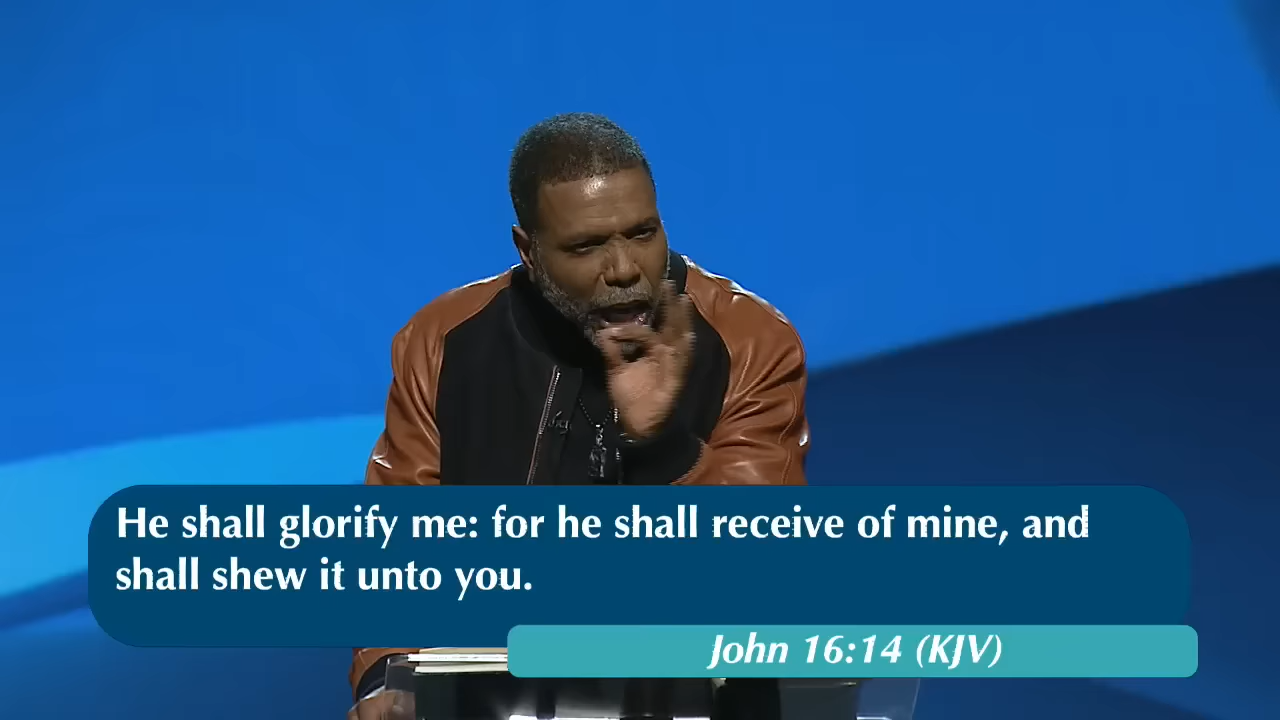 He shall glorify me: for he shall receive of mine, and
shall shew it unto you.
John 16:14 (KJV)